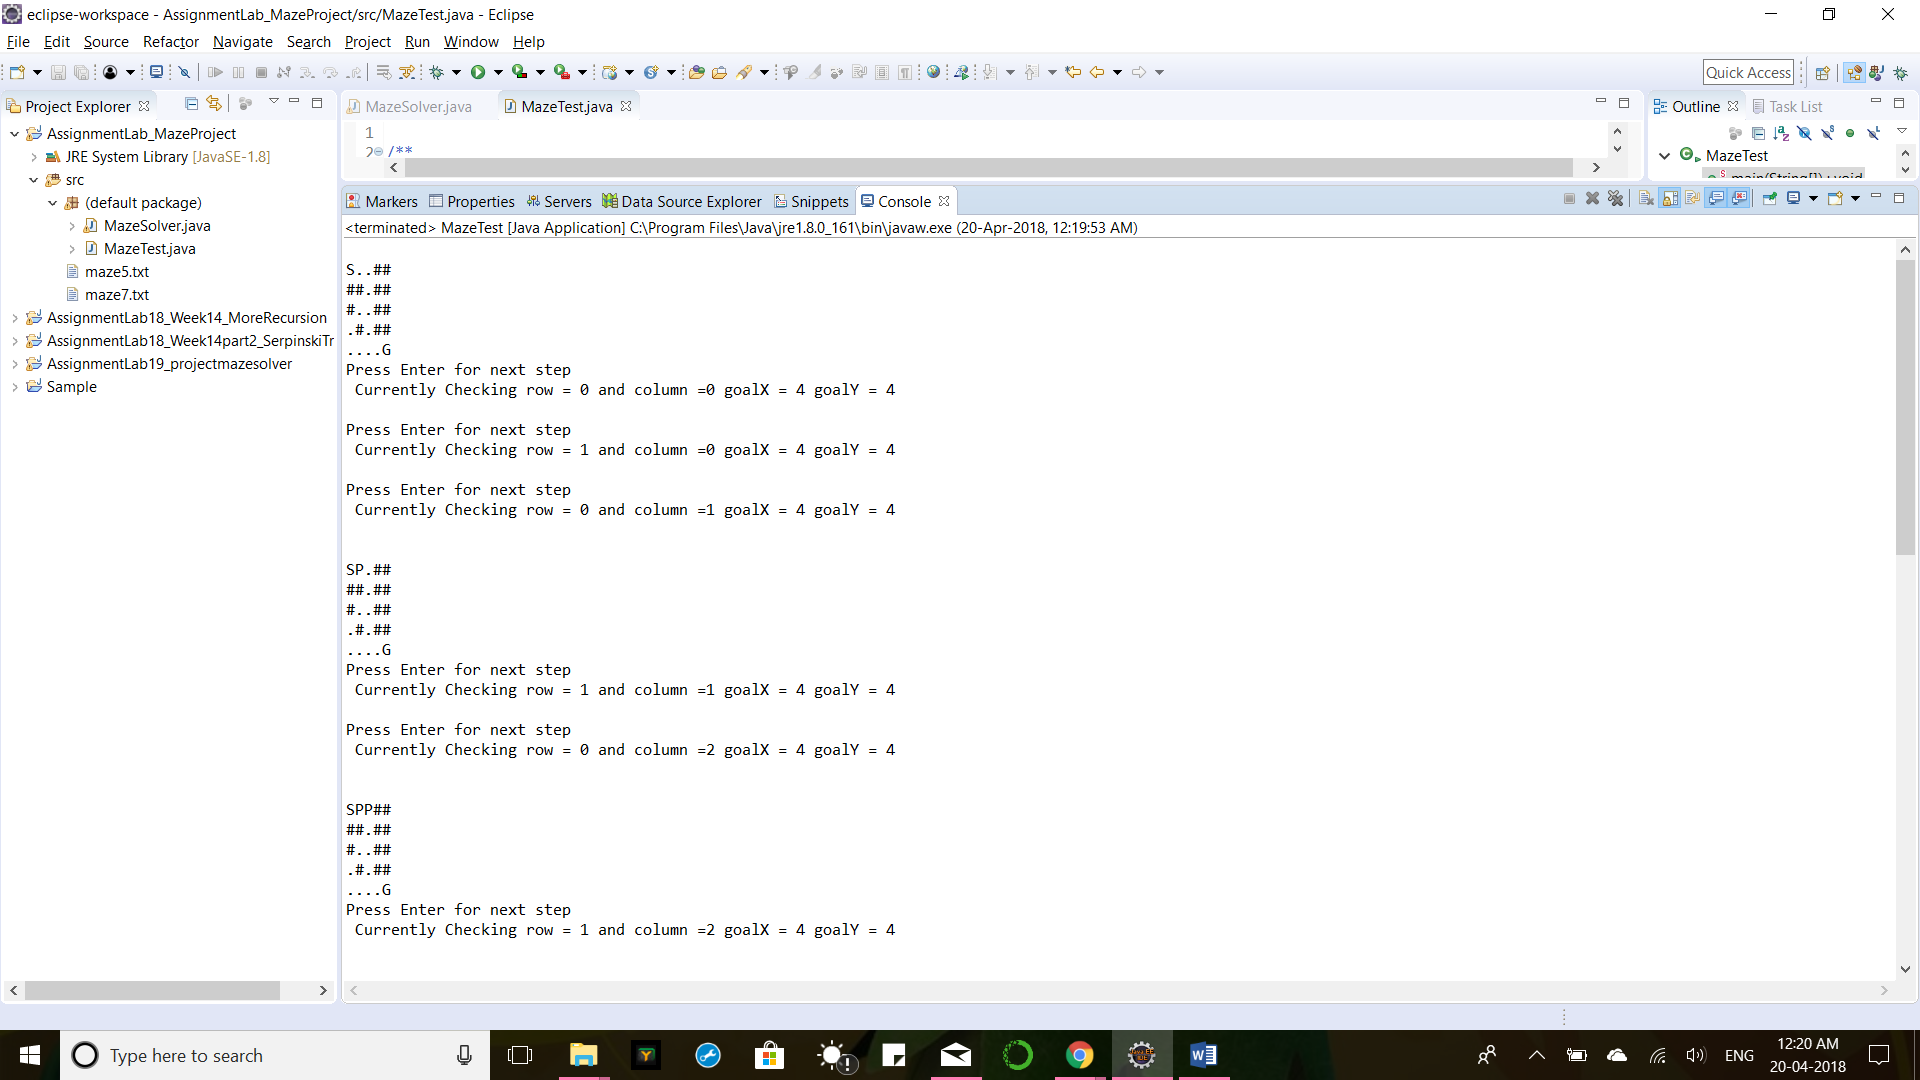 eclipse-workspace - AssignmentLab_MazeProject/src/MazeTest.java - Eclipse
File Edit Source Refactor Navigate Search Project Run Window Help
Quick Access
Project Explorer
MazeSolver.java
MazeTest.java
Outline
Task List
AssignmentLab_MazeProject
JRE System Library [JavaSE-1.8]
src
(default package)
MazeSolver.java
MazeTest.java
maze5.txt
maze7.txt
AssignmentLab18_Week14_MoreRecursion
AssignmentLab18_Week14part2_SerpinskiTr
AssignmentLab19_projectmazesolver
Sample
1
2 /**
MazeTest
main(String[]) : void
Markers Properties Servers Data Source Explorer Snippets Console
<terminated> MazeTest [Java Application] C:\Program Files\Java\jre1.8.0_161\bin\javaw.exe (20-Apr-2018, 12:19:53 AM)
S..##
##.##
#..##
.#.##
....G
Press Enter for next step
Currently Checking row = 0 and column =0 goalX = 4 goalY = 4
Press Enter for next step
Currently Checking row = 1 and column =0 goalX = 4 goalY = 4
Press Enter for next step
Currently Checking row = 0 and column =1 goalX = 4 goalY = 4
SP.##
##.##
#..##
.#.##
....G
Press Enter for next step
Currently Checking row = 1 and column =1 goalX = 4 goalY = 4
Press Enter for next step
Currently Checking row = 0 and column =2 goalX = 4 goalY = 4
SPP##
##.##
#..##
.#.##
....G
Press Enter for next step
Currently Checking row = 1 and column =2 goalX = 4 goalY = 4
Type here to search
ENG
12:20 AM
20-04-2018